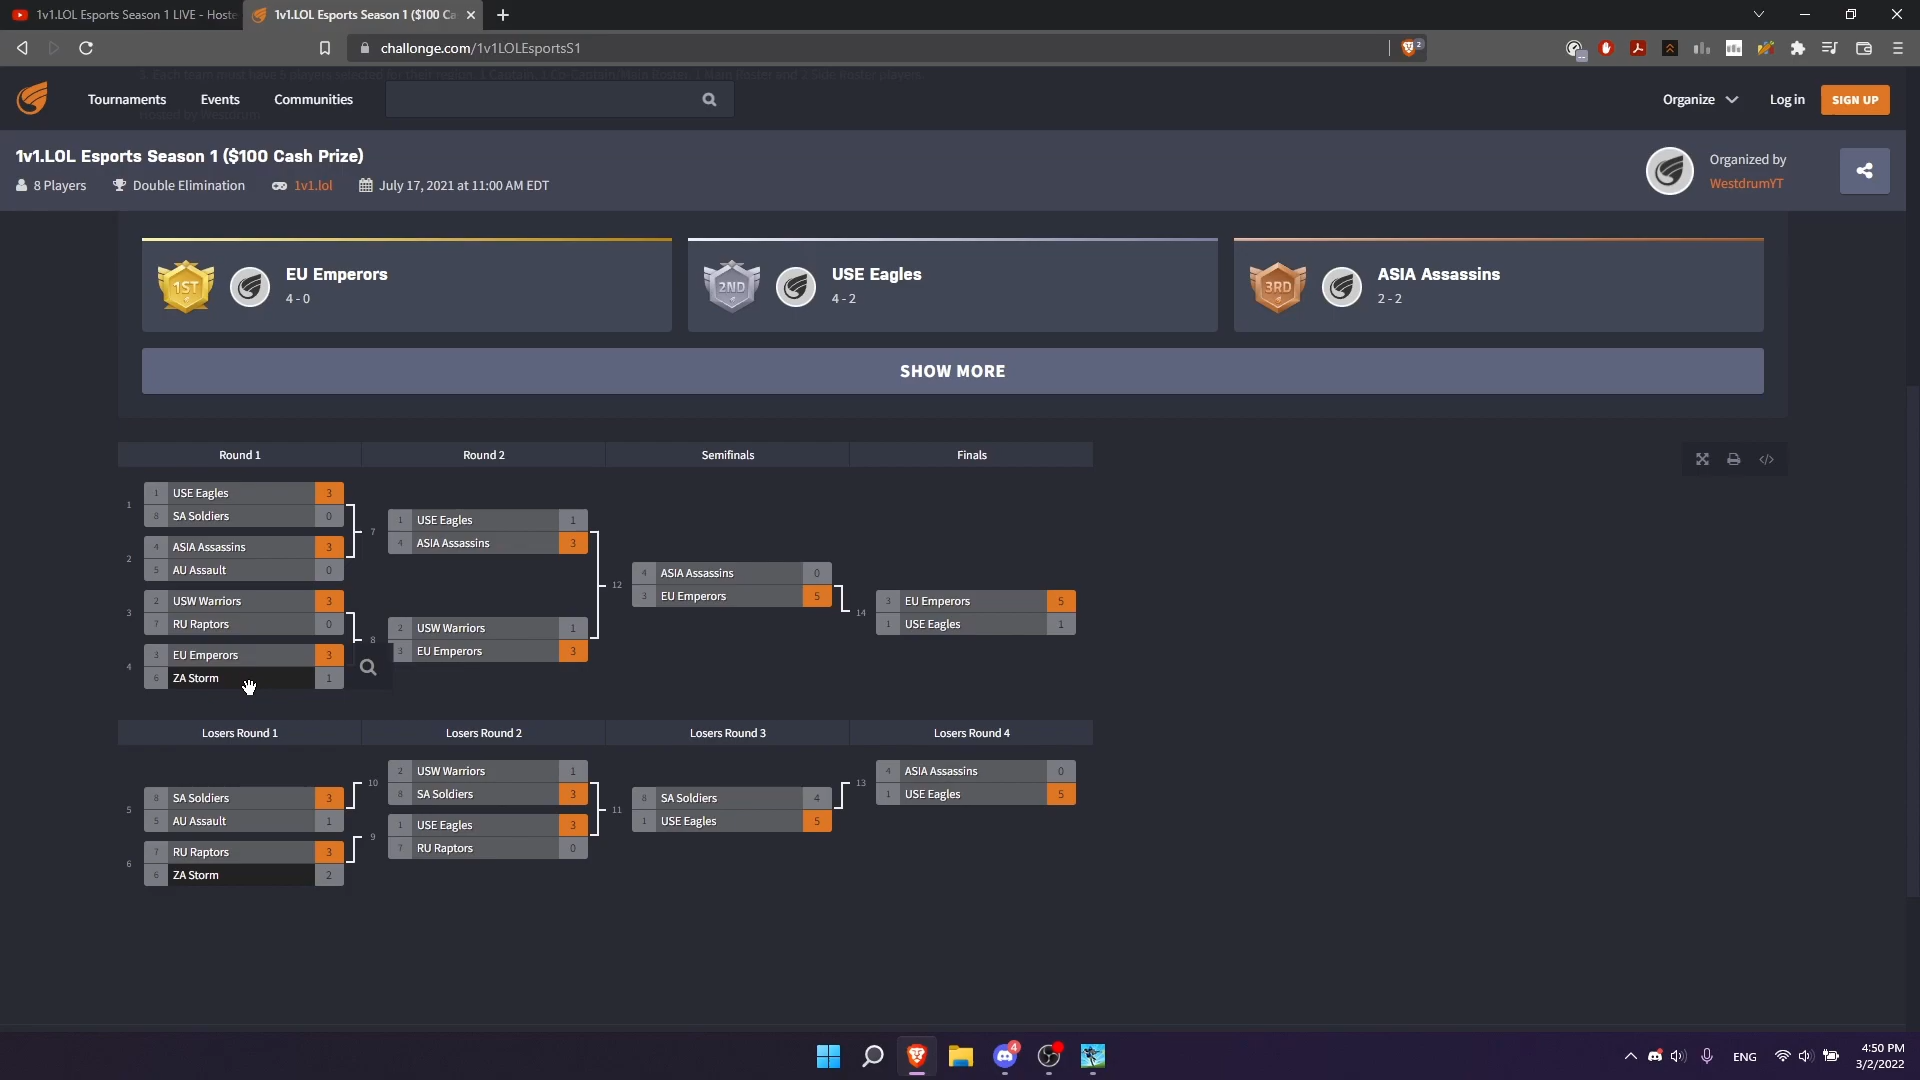 1v1.LOL Esports Season 1 LIVE - Hoste
1v1.LOL Esports Season 1 ($100 Ca
challonge.com/1v1LOLEsportsS1
2
Tournaments
Events
Communities
Organize
Log in
SIGN UP
Hosted by Westdrum
1v1.LOL Esports Season 1 ($100 Cash Prize)
8 Players
Double Elimination
1v1.lol
July 17, 2021 at 11:00 AM EDT
Organized by
WestdrumYT
1ST
EU Emperors
4 - 0
2ND
USE Eagles
4 - 2
3RD
ASIA Assassins
2 - 2
SHOW MORE
Round 1
Round 2
Semifinals
Finals
1
1 USE Eagles 3
8 SA Soldiers 0
2
4 ASIA Assassins 3
5 AU Assault 0
3
2 USW Warriors 3
7 RU Raptors 0
4
3 EU Emperors 3
6 ZA Storm 1
7
1 USE Eagles 1
4 ASIA Assassins 3
8
2 USW Warriors 1
3 EU Emperors 3
12
4 ASIA Assassins 0
3 EU Emperors 5
14
3 EU Emperors 5
1 USE Eagles 1
Losers Round 1
Losers Round 2
Losers Round 3
Losers Round 4
5
8 SA Soldiers 3
5 AU Assault 1
6
7 RU Raptors 3
6 ZA Storm 2
10
2 USW Warriors 1
8 SA Soldiers 3
9
1 USE Eagles 3
7 RU Raptors 0
11
8 SA Soldiers 4
1 USE Eagles 5
13
4 ASIA Assassins 0
1 USE Eagles 5
4
ENG
4:50 PM
3/2/2022